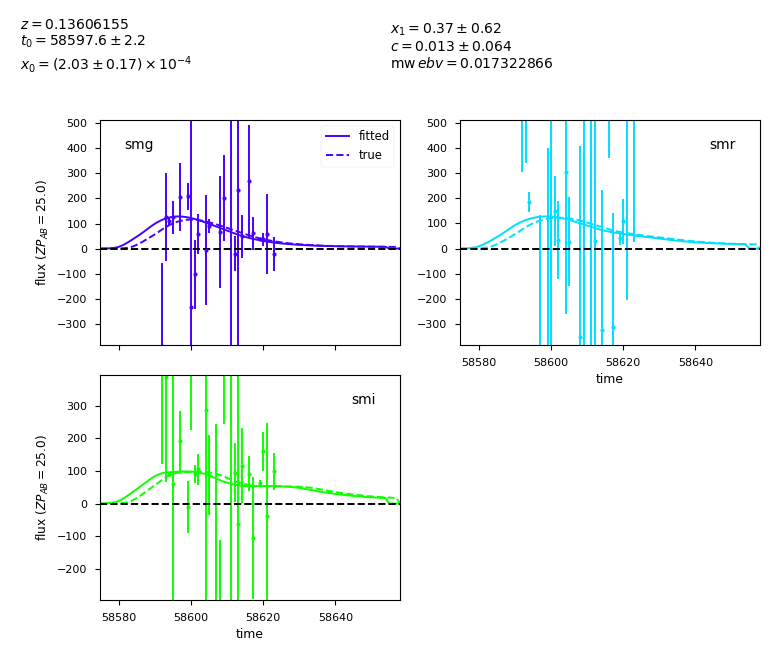 z = 0.13606155
t₀ = 58597.6 ± 2.2
x₀ = (2.03 ± 0.17) × 10⁻⁴
x₁ = 0.37 ± 0.62
c = 0.013 ± 0.064
mw ebv = 0.017322866
500
400
300
200
100
0
−100
−200
−300
flux (ZP_AB = 25.0)
smg
fitted
true
500
400
300
200
100
0
−100
−200
−300
smr
58580
58600
58620
58640
time
300
200
100
0
−100
−200
flux (ZP_AB = 25.0)
smi
58580
58600
58620
58640
time